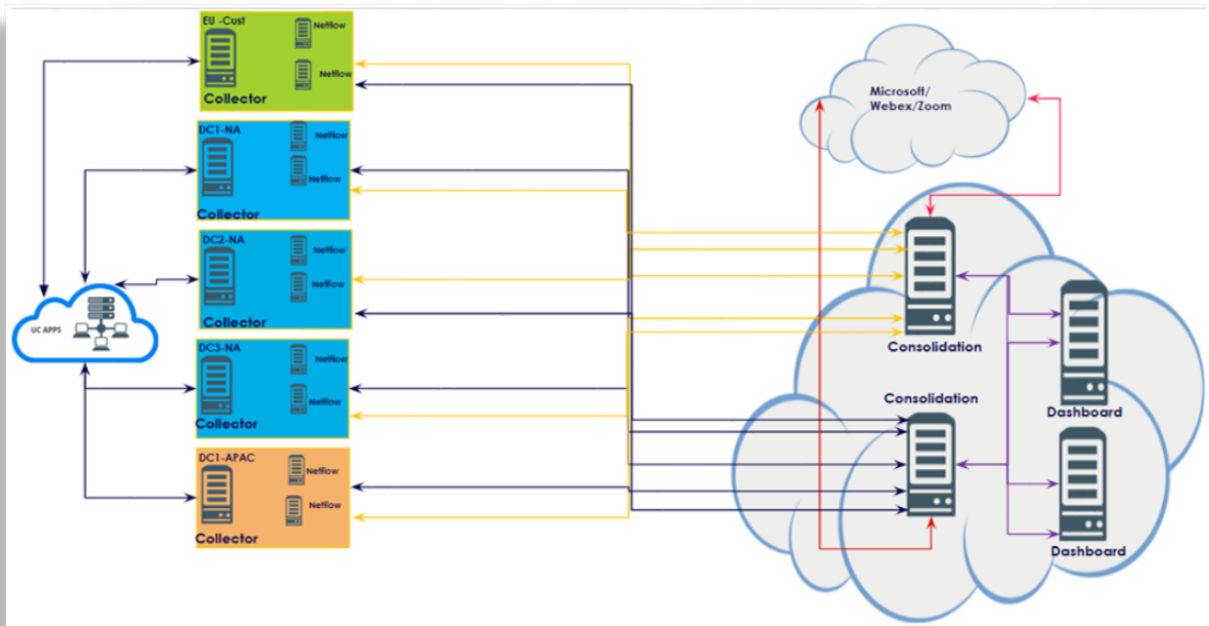 EU -Cust
Netflow
Netflow
Collector
DC1-NA
Netflow
Netflow
Collector
DC2-NA
Netflow
Netflow
Collector
DC3-NA
Netflow
Netflow
Collector
DC1-APAC
Netflow
Netflow
Collector
UC APPS
Microsoft/
Webex/Zoom
Consolidation
Consolidation
Dashboard
Dashboard